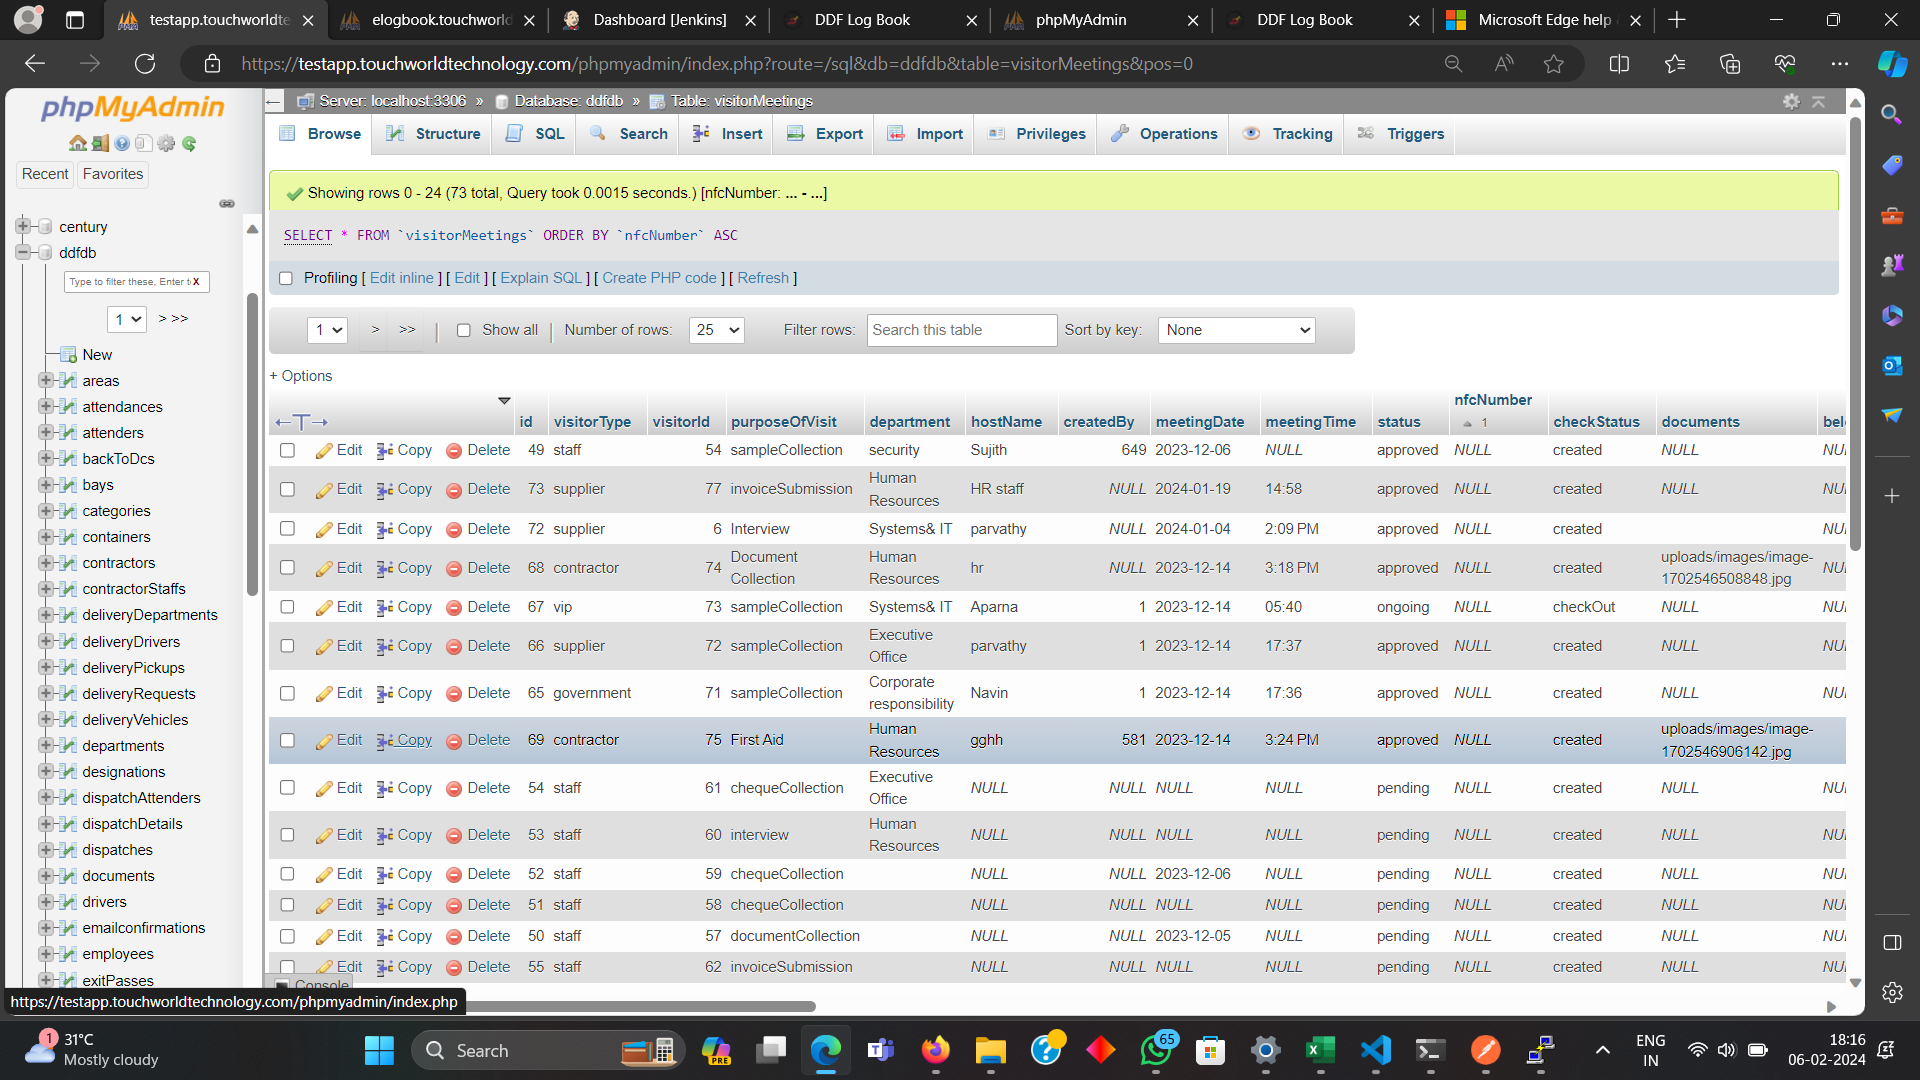 testapp.touchworldte
elogbook.touchworld
Dashboard [Jenkins]
DDF Log Book
phpMyAdmin
DDF Log Book
Microsoft Edge help
https://testapp.touchworldtechnology.com/phpmyadmin/index.php?route=/sql&db=ddfdb&table=visitorMeetings&pos=0
phpMyAdmin
Recent Favorites
century
ddfdb
Type to filter these, Enter t X
1 > >>
New
areas
attendances
attenders
backToDcs
bays
categories
containers
contractors
contractorStaffs
deliveryDepartments
deliveryDrivers
deliveryPickups
deliveryRequests
deliveryVehicles
departments
designations
dispatchAttenders
dispatchDetails
dispatches
documents
drivers
emailconfirmations
employees
exitPasses
Server: localhost:3306 » Database: ddfdb » Table: visitorMeetings
Browse Structure SQL Search Insert Export Import Privileges Operations Tracking Triggers
Showing rows 0 - 24 (73 total, Query took 0.0015 seconds.) [nfcNumber: ... - ...]
SELECT * FROM `visitorMeetings` ORDER BY `nfcNumber` ASC
Profiling [ Edit inline ] [ Edit ] [ Explain SQL ] [ Create PHP code ] [ Refresh ]
1 > >> Show all Number of rows: 25 Filter rows: Search this table Sort by key: None
+ Options
id visitorType visitorId purposeOfVisit department hostName createdBy meetingDate meetingTime status nfcNumber 1 checkStatus documents bel
Edit Copy Delete 49 staff 54 sampleCollection security Sujith 649 2023-12-06 NULL approved NULL created NULL NU
Edit Copy Delete 73 supplier 77 invoiceSubmission Human Resources HR staff NULL 2024-01-19 14:58 approved NULL created NULL NU
Edit Copy Delete 72 supplier 6 Interview Systems& IT parvathy NULL 2024-01-04 2:09 PM approved NULL created NU
Edit Copy Delete 68 contractor 74 Document Collection Human Resources hr NULL 2023-12-14 3:18 PM approved NULL created uploads/images/image-1702546508848.jpg NU
Edit Copy Delete 67 vip 73 sampleCollection Systems& IT Aparna 1 2023-12-14 05:40 ongoing NULL checkOut NULL NU
Edit Copy Delete 66 supplier 72 sampleCollection Executive Office parvathy 1 2023-12-14 17:37 approved NULL created NULL NU
Edit Copy Delete 65 government 71 sampleCollection Corporate responsibility Navin 1 2023-12-14 17:36 approved NULL created NULL NU
Edit Copy Delete 69 contractor 75 First Aid Human Resources gghh 581 2023-12-14 3:24 PM approved NULL created uploads/images/image-1702546906142.jpg NU
Edit Copy Delete 54 staff 61 chequeCollection Executive Office NULL NULL NULL NULL pending NULL created NULL NU
Edit Copy Delete 53 staff 60 interview Human Resources NULL NULL NULL NULL pending NULL created NULL NU
Edit Copy Delete 52 staff 59 chequeCollection NULL NULL 2023-12-06 NULL pending NULL created NULL NU
Edit Copy Delete 51 staff 58 chequeCollection NULL NULL NULL NULL pending NULL created NULL NU
Edit Copy Delete 50 staff 57 documentCollection NULL NULL 2023-12-05 NULL pending NULL created NULL NU
Edit Copy Delete 55 staff 62 invoiceSubmission NULL NULL NULL NULL pending NULL created NULL NU
Console
https://testapp.touchworldtechnology.com/phpmyadmin/index.php
1 31°C
Mostly cloudy
Search
PRE
65
ENG
IN
18:16
06-02-2024